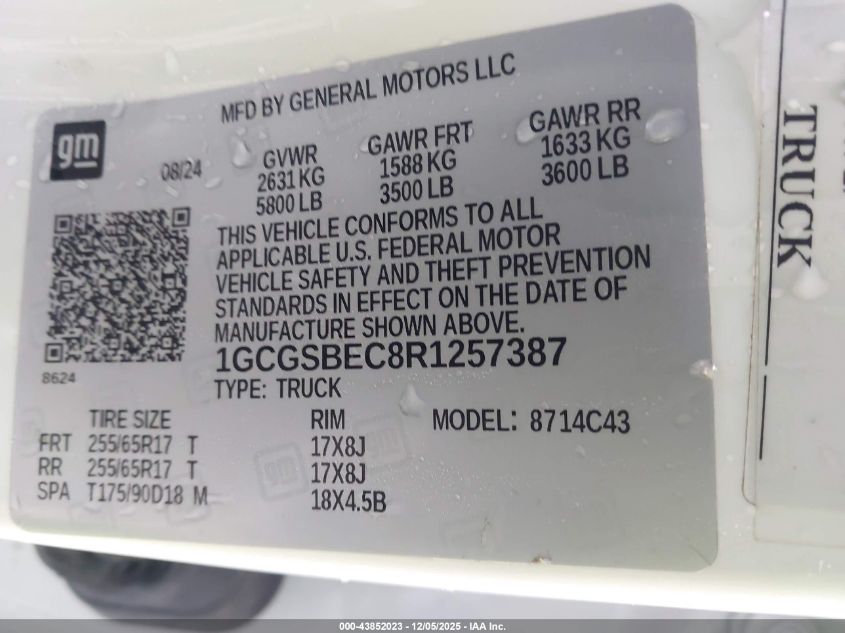 MFD BY GENERAL MOTORS LLC
gm
08/24
GVWR
2631 KG
5800 LB
GAWR FRT
1588 KG
3500 LB
GAWR RR
1633 KG
3600 LB
THIS VEHICLE CONFORMS TO ALL
APPLICABLE U.S. FEDERAL MOTOR
VEHICLE SAFETY AND THEFT PREVENTION
STANDARDS IN EFFECT ON THE DATE OF
MANUFACTURE SHOWN ABOVE.
1GCGSBEC8R1257387
8624
TYPE: TRUCK
TIRE SIZE RIM MODEL: 8714C43
FRT 255/65R17 T 17X8J
RR 255/65R17 T 17X8J
SPA T175/90D18 M 18X4.5B
gm
TRUCK
000-43852023 - 12/05/2025 - IAA Inc.